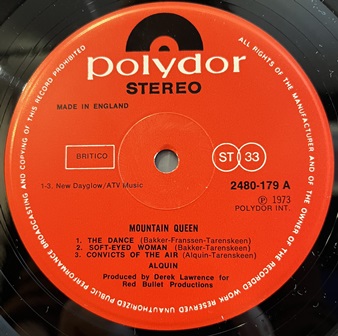 polydor
STEREO
MADE IN ENGLAND
BRITICO
ST 33
1-3, New Dayglow/ATV Music
2480-179 A
℗ 1973
POLYDOR INT.
MOUNTAIN QUEEN
1. THE DANCE (Bakker-Franssen-Tarenskeen)
2. SOFT-EYED WOMAN (Bakker-Tarenskeen)
3. CONVICTS OF THE AIR (Alquin-Tarenskeen)
ALQUIN
Produced by Derek Lawrence for
Red Bullet Productions
ALL RIGHTS OF THE MANUFACTURER AND OF THE OWNER OF THE RECORDED WORK RESERVED UNAUTHORIZED PUBLIC PERFORMANCE BROADCASTING AND COPYING OF THIS RECORD PROHIBITED